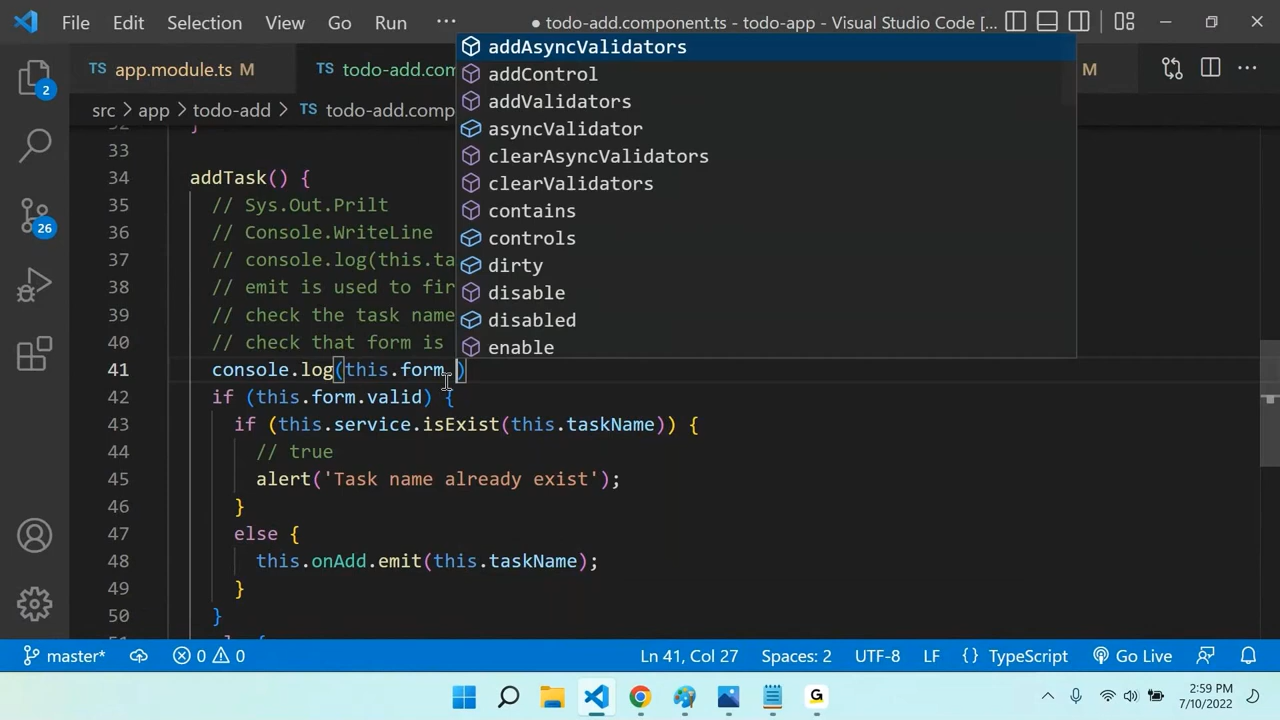 File Edit Selection View Go Run ··· ● todo-add.component.ts - todo-app - Visual Studio Code [...
TS app.module.ts M TS todo-add.com M
src > app > todo-add > TS todo-add.comp
addAsyncValidators
addControl
addValidators
asyncValidator
clearAsyncValidators
clearValidators
contains
controls
dirty
disable
disabled
enable
2
26
33
34 addTask() {
35 // Sys.Out.Prilt
36 // Console.WriteLine
37 // console.log(this.ta
38 // emit is used to fir
39 // check the task name
40 // check that form is
41 console.log(this.form.)
42 if (this.form.valid) {
43 if (this.service.isExist(this.taskName)) {
44 // true
45 alert('Task name already exist');
46 }
47 else {
48 this.onAdd.emit(this.taskName);
49 }
50 }
master* 0 0 Ln 41, Col 27 Spaces: 2 UTF-8 LF {} TypeScript Go Live
G 2:59 PM
7/10/2022